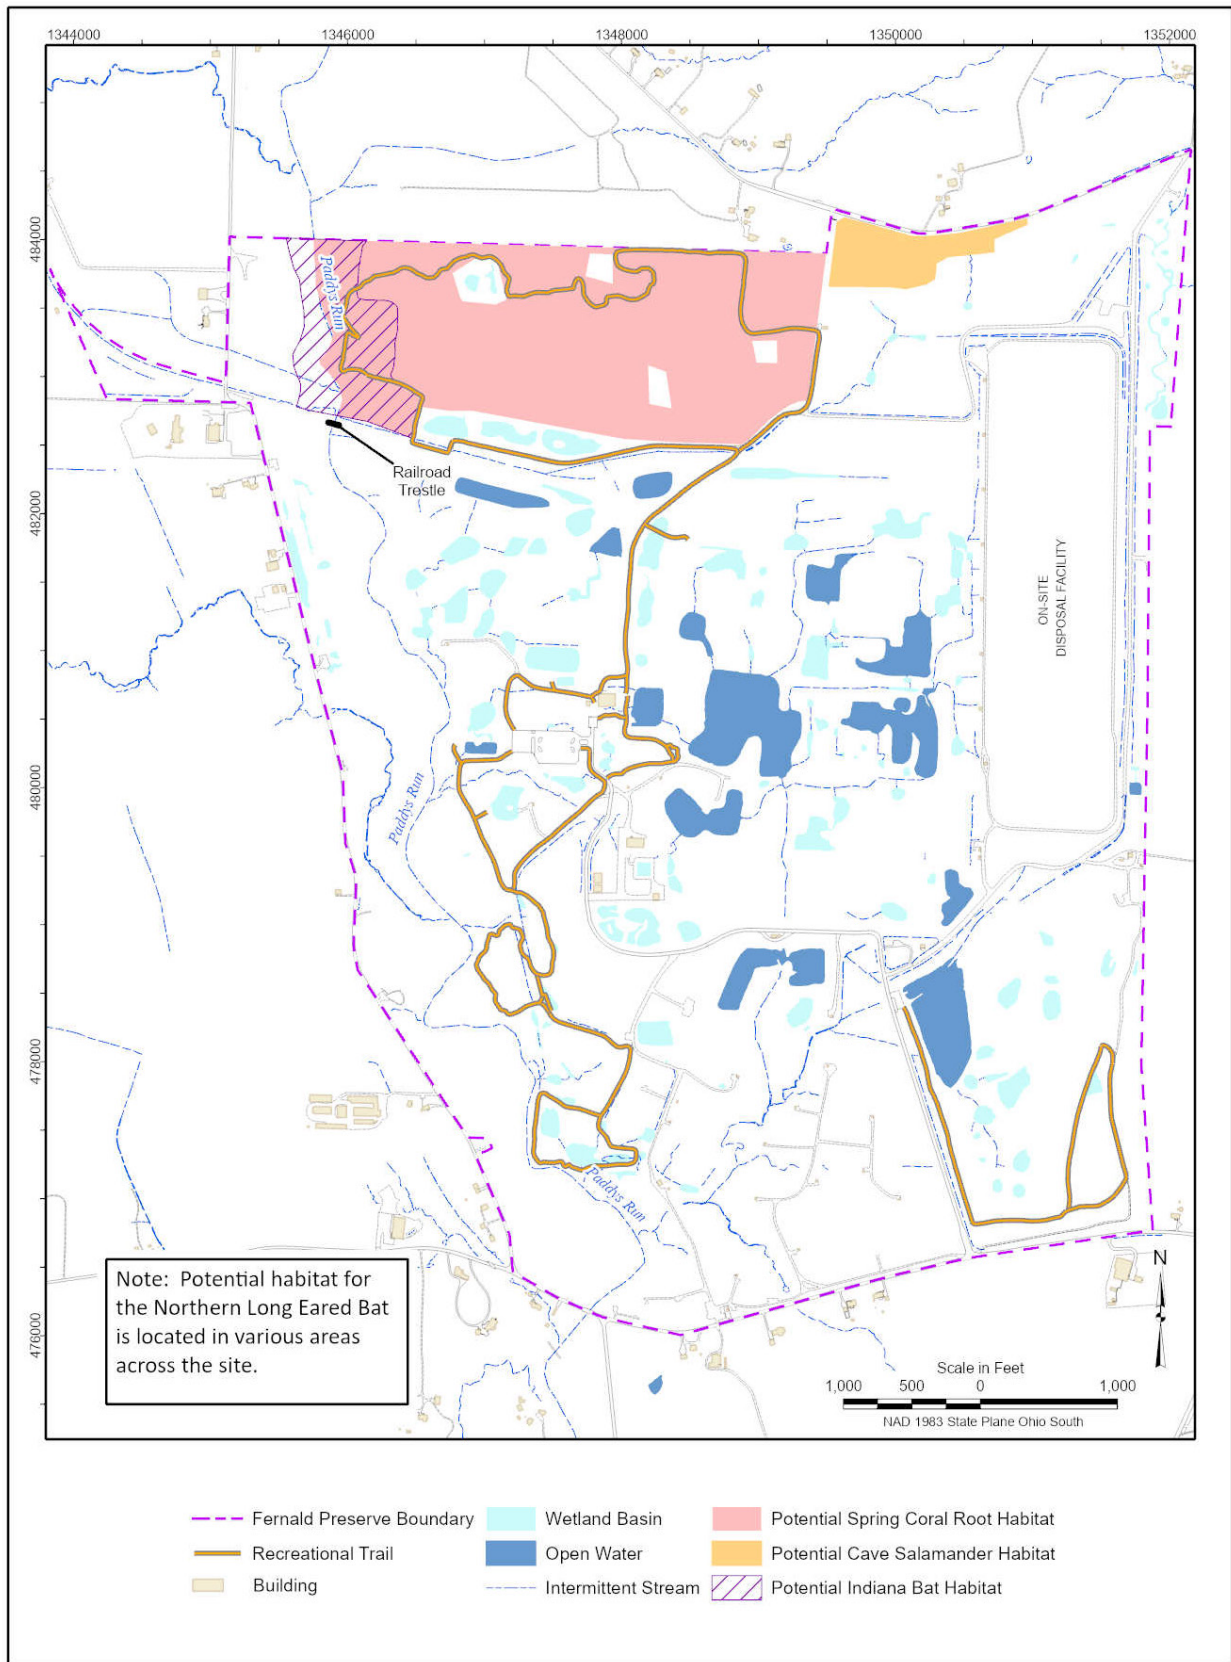 1344000
1346000
1348000
1350000
1352000
484000
482000
480000
478000
476000
Paddys Run
Railroad
Trestle
ON-SITE
DISPOSAL FACILITY
Paddys Run
Paddys Run
Note: Potential habitat for
the Northern Long Eared Bat
is located in various areas
across the site.
N
Scale in Feet
1,000 500 0 1,000
NAD 1983 State Plane Ohio South
Fernald Preserve Boundary
Wetland Basin
Potential Spring Coral Root Habitat
Recreational Trail
Open Water
Potential Cave Salamander Habitat
Building
Intermittent Stream
Potential Indiana Bat Habitat